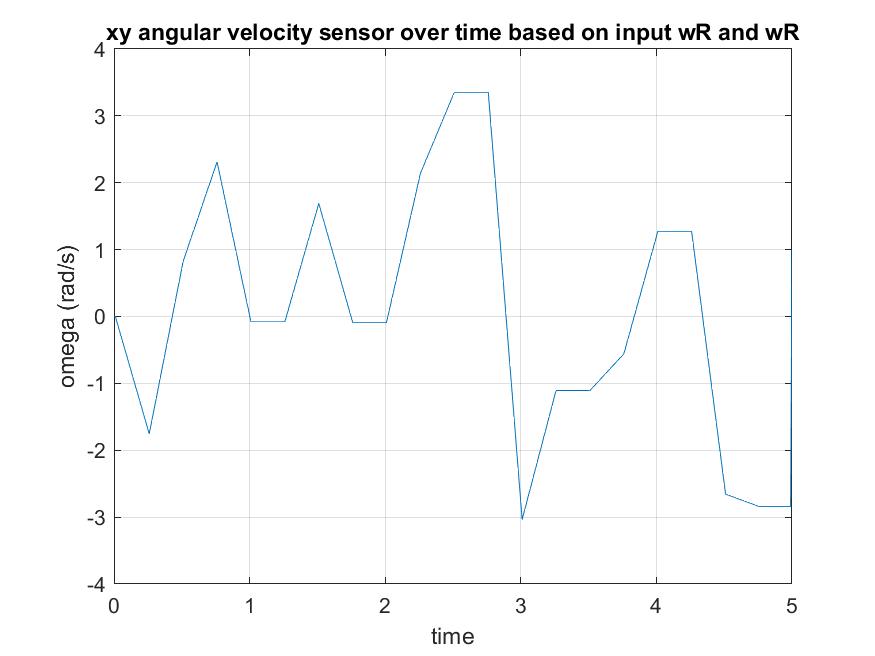 xy angular velocity sensor over time based on input wR and wR
4
3
2
1
0
-1
-2
-3
-4
omega (rad/s)
0 1 2 3 4 5
time